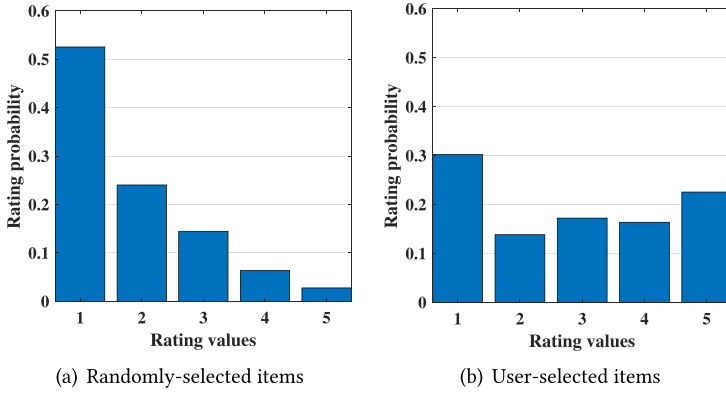 0.6
0.5
0.4
0.3
0.2
0.1
0
Rating probability
1 2 3 4 5
Rating values
(a) Randomly-selected items
0.6
0.5
0.4
0.3
0.2
0.1
0
Rating probability
1 2 3 4 5
Rating values
(b) User-selected items